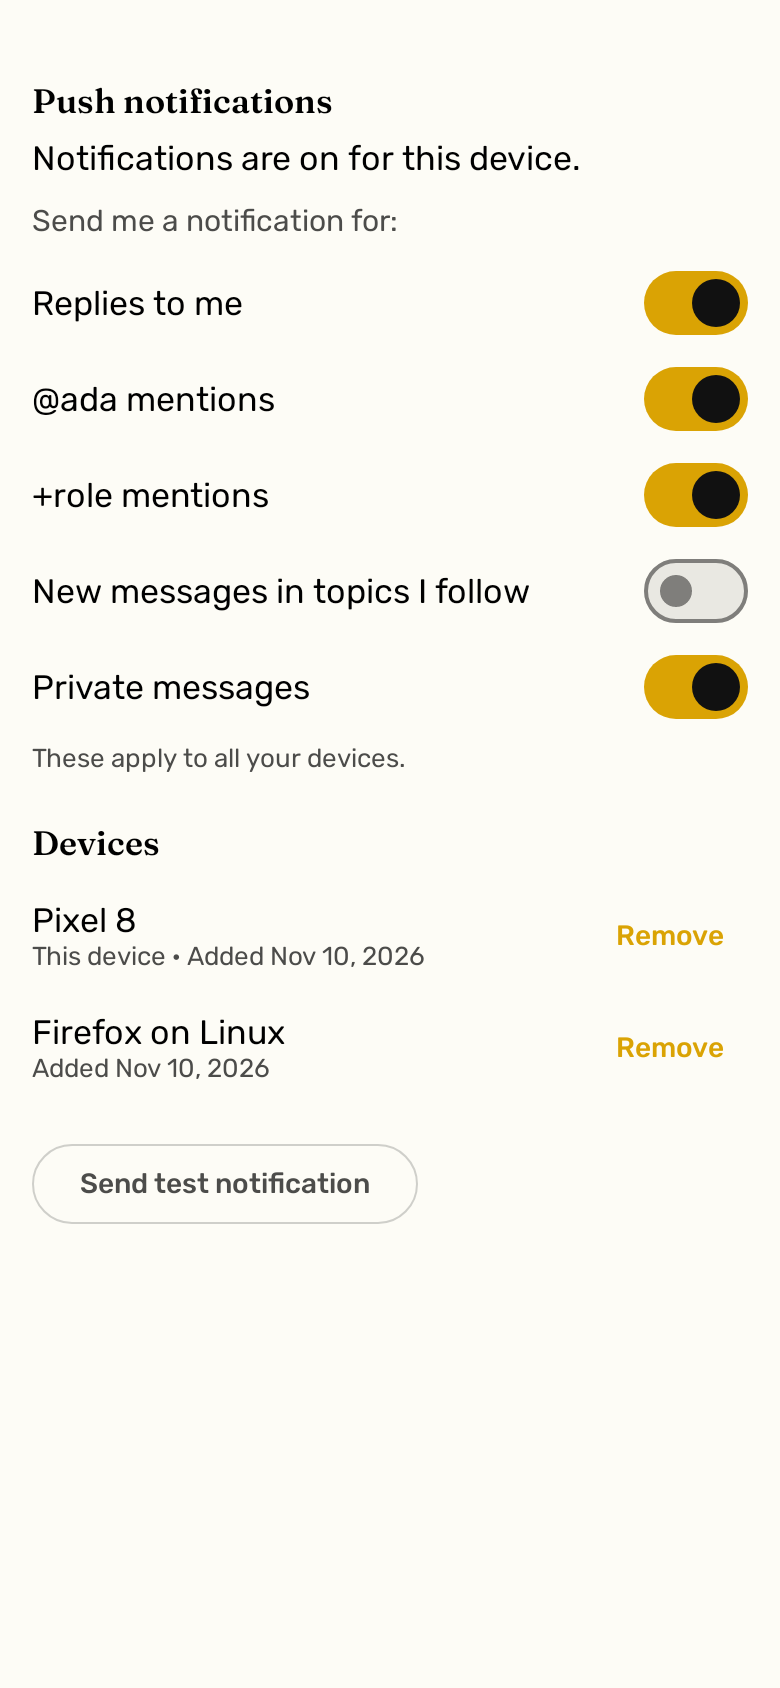 Push notifications
Notifications are on for this device.
Send me a notification for:
Replies to me
@ada mentions
+role mentions
New messages in topics I follow
Private messages
These apply to all your devices.
Devices
Pixel 8
This device • Added Nov 10, 2026
Remove
Firefox on Linux
Added Nov 10, 2026
Remove
Send test notification